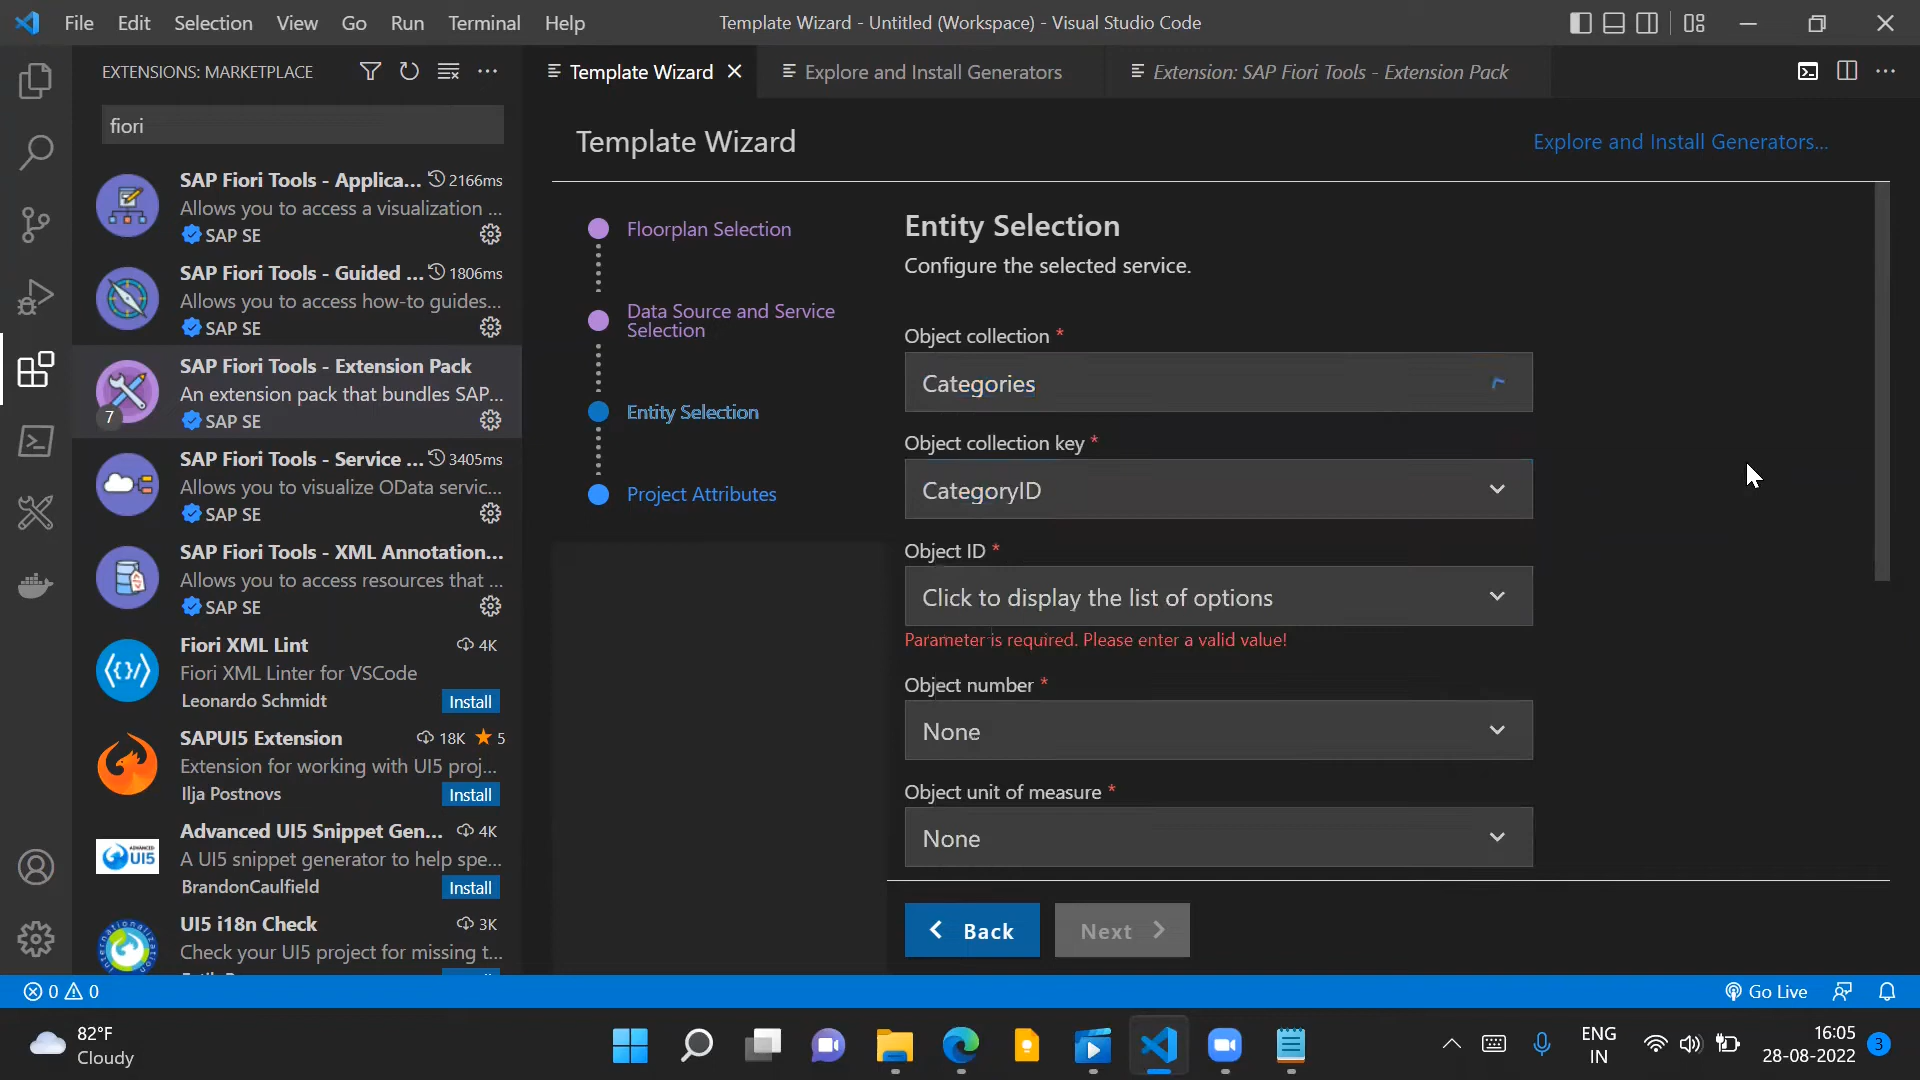 File Edit Selection View Go Run Terminal Help
Template Wizard - Untitled (Workspace) - Visual Studio Code
EXTENSIONS: MARKETPLACE
Template Wizard
Explore and Install Generators
Extension: SAP Fiori Tools - Extension Pack
fiori
SAP Fiori Tools - Applica... 2166ms
Allows you to access a visualization ...
SAP SE
SAP Fiori Tools - Guided ... 1806ms
Allows you to access how-to guides...
SAP SE
SAP Fiori Tools - Extension Pack
An extension pack that bundles SAP...
7
SAP SE
SAP Fiori Tools - Service ... 3405ms
Allows you to visualize OData servic...
SAP SE
SAP Fiori Tools - XML Annotation...
Allows you to access resources that ...
SAP SE
Fiori XML Lint 4K
Fiori XML Linter for VSCode
Leonardo Schmidt Install
SAPUI5 Extension 18K 5
Extension for working with UI5 proj...
Ilja Postnovs Install
Advanced UI5 Snippet Gen... 4K
A UI5 snippet generator to help spe...
BrandonCaulfield Install
UI5 i18n Check 3K
Check your UI5 project for missing t...
Template Wizard
Explore and Install Generators...
Floorplan Selection
Data Source and Service
Selection
Entity Selection
Project Attributes
Entity Selection
Configure the selected service.
Object collection *
Categories
Object collection key *
CategoryID
Object ID *
Click to display the list of options
Parameter is required. Please enter a valid value!
Object number *
None
Object unit of measure *
None
Back
Next
0 0
Go Live
82°F
Cloudy
ENG
IN
16:05
28-08-2022
3